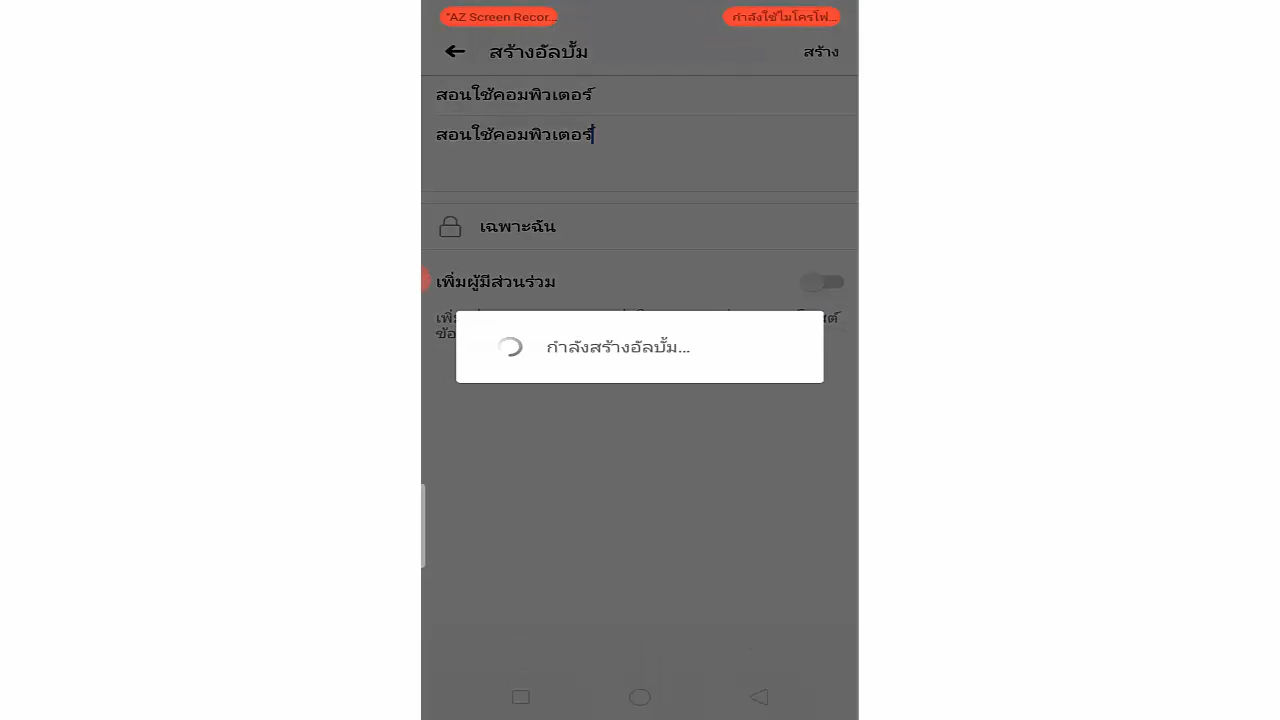 "AZ Screen Recor...
กำลังใช้ไมโครโฟ...
สร้างอัลบั้ม
สร้าง
สอนใช้คอมพิวเตอร์
สอนใช้คอมพิวเตอร์
เฉพาะฉัน
เพิ่มผู้มีส่วนร่วม
กำลังสร้างอัลบั้ม...